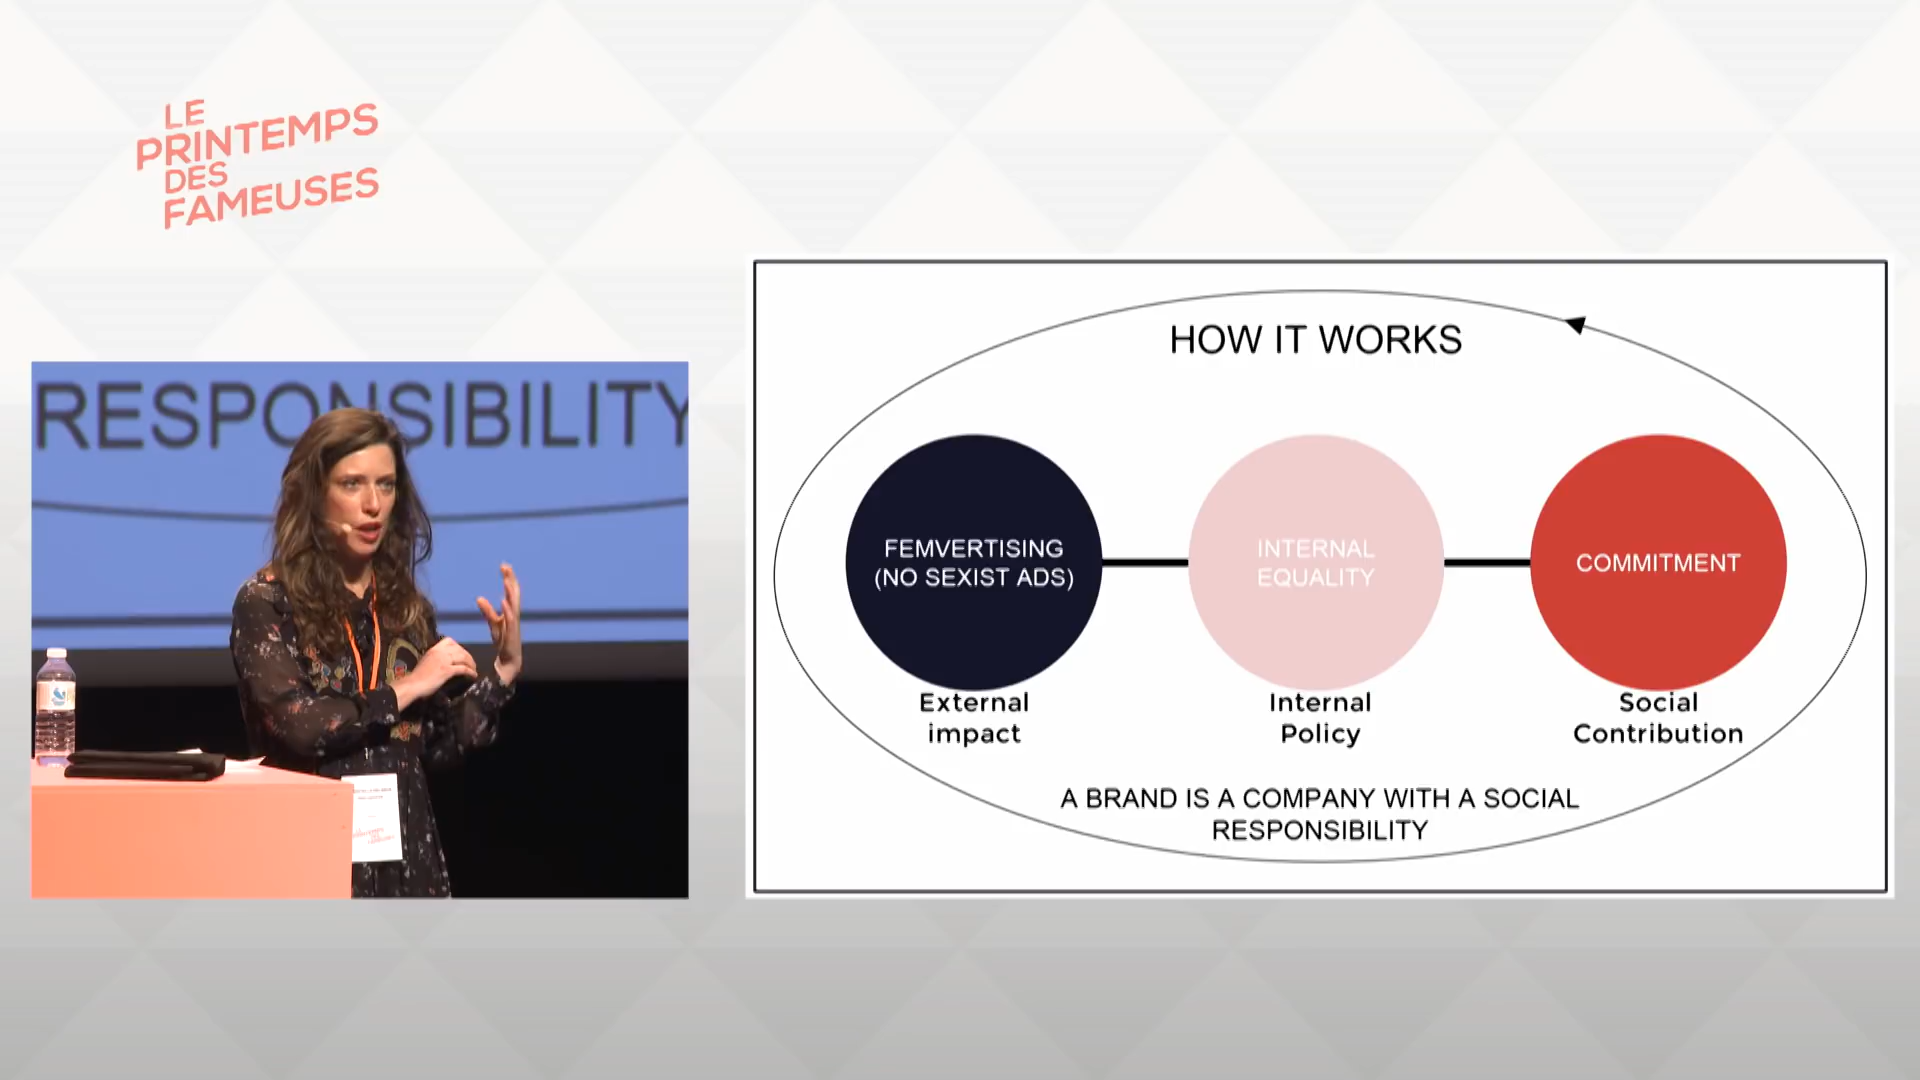 LE
PRINTEMPS
DES
FAMEUSES
RESPONSIBILITY
HOW IT WORKS
FEMVERTISING
(NO SEXIST ADS)
INTERNAL
EQUALITY
COMMITMENT
External
impact
Internal
Policy
Social
Contribution
A BRAND IS A COMPANY WITH A SOCIAL
RESPONSIBILITY